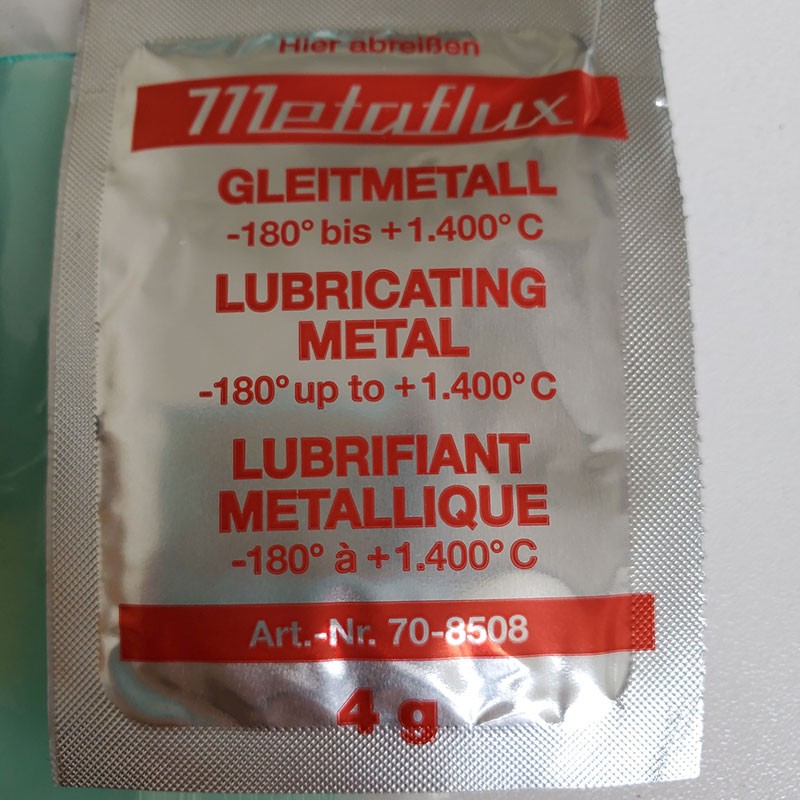 Hier abreißen
Metaflux
GLEITMETALL
-180° bis +1.400° C
LUBRICATING
METAL
-180° up to +1.400° C
LUBRIFIANT
METALLIQUE
-180° à +1.400° C
Art.-Nr. 70-8508
4 g